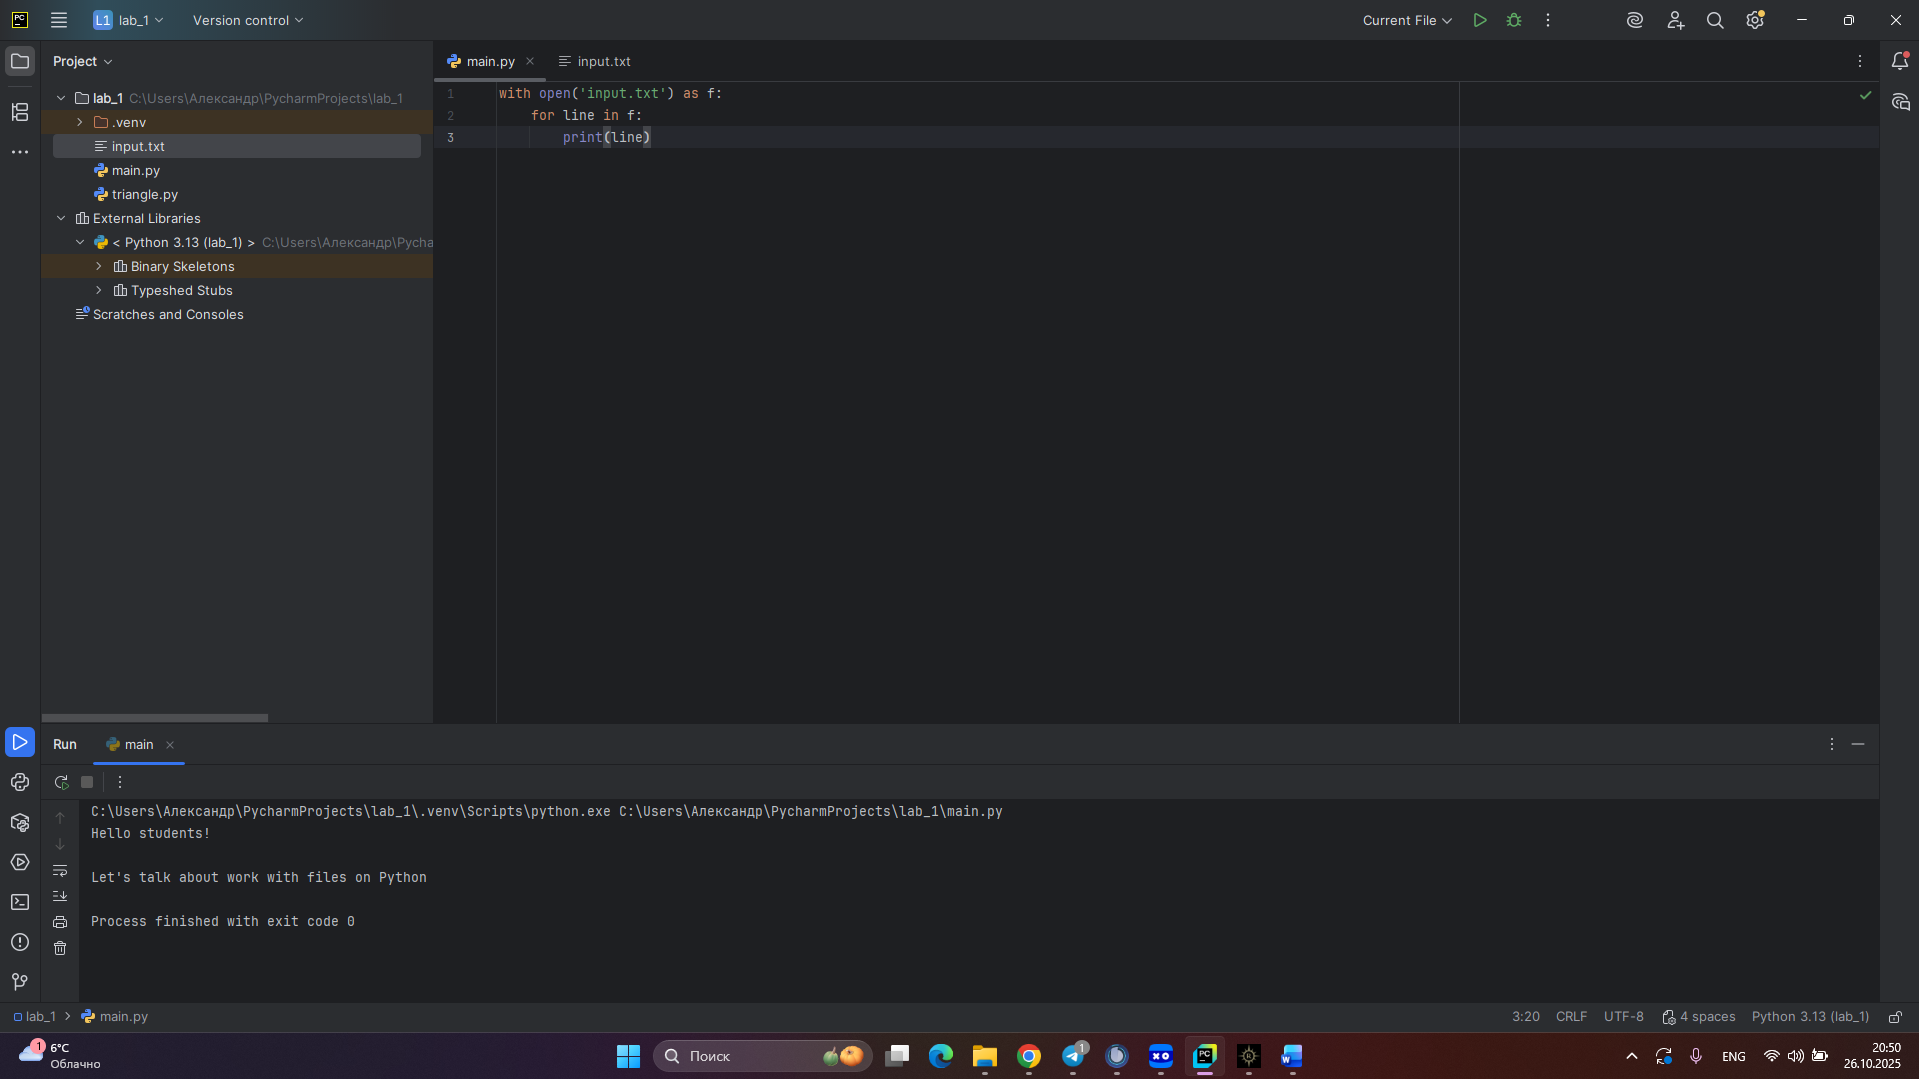 PC
L1 lab_1
Version control
Current File
Project
lab_1 C:\Users\Александр\PycharmProjects\lab_1
.venv
input.txt
main.py
triangle.py
External Libraries
< Python 3.13 (lab_1) > C:\Users\Александр\Pycha
Binary Skeletons
Typeshed Stubs
Scratches and Consoles
main.py
input.txt
1 with open('input.txt') as f:
2 for line in f:
3 print(line)
Run
main
C:\Users\Александр\PycharmProjects\lab_1\.venv\Scripts\python.exe C:\Users\Александр\PycharmProjects\lab_1\main.py
Hello students!
Let's talk about work with files on Python
Process finished with exit code 0
lab_1
main.py
3:20 CRLF UTF-8 4 spaces Python 3.13 (lab_1)
1
6°C
Облачно
Поиск
1
XO
PC
W
ENG
20:50
26.10.2025